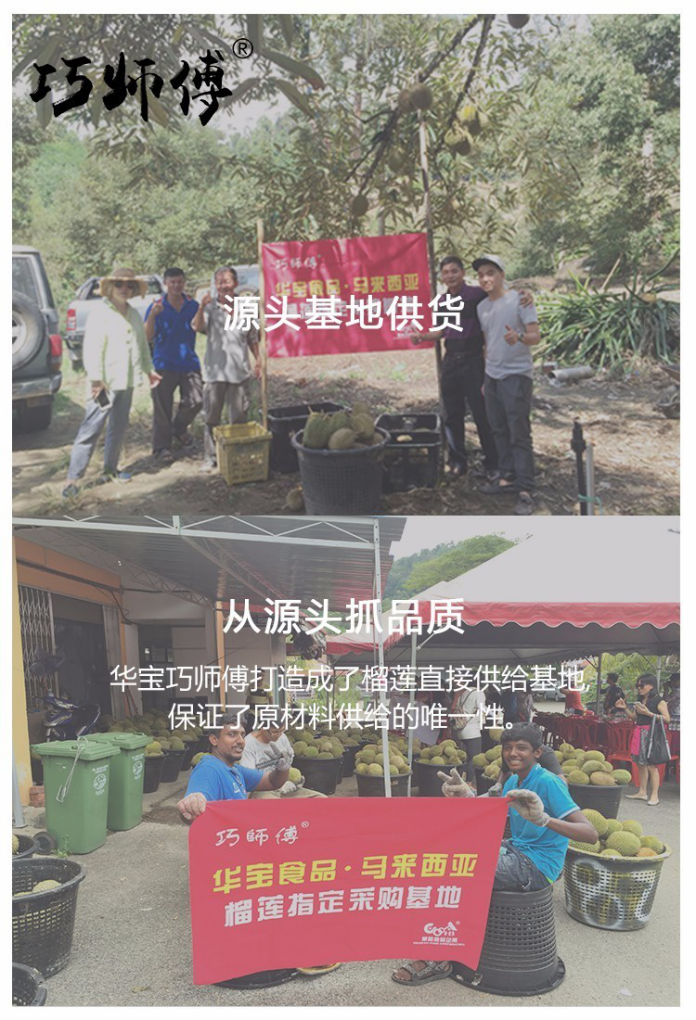 巧师傅®
巧師傅®
华宝食品·马来西亚
源头基地供货
从源头抓品质
华宝巧师傅打造成了榴莲直接供给基地,
保证了原材料供给的唯一性。
巧師傅®
华宝食品·马来西亚
榴莲指定采购基地